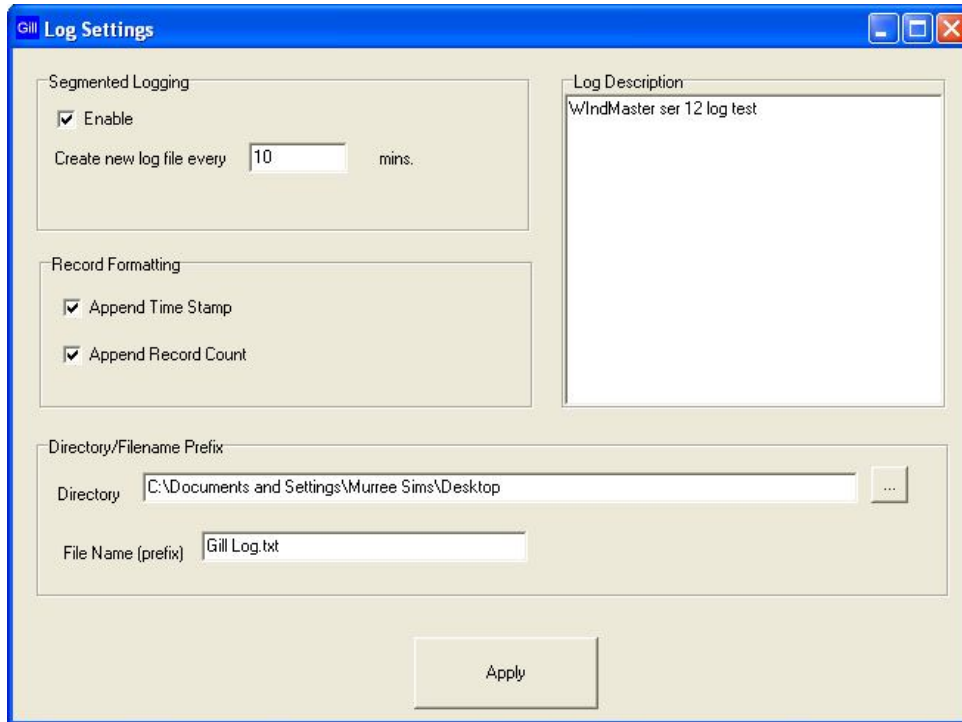 Gill Log Settings
Segmented Logging
Enable
Create new log file every 10 mins.
Record Formatting
Append Time Stamp
Append Record Count
Log Description
WIndMaster ser 12 log test
Directory/Filename Prefix
Directory C:\Documents and Settings\Murree Sims\Desktop ...
File Name (prefix) Gill Log.txt
Apply